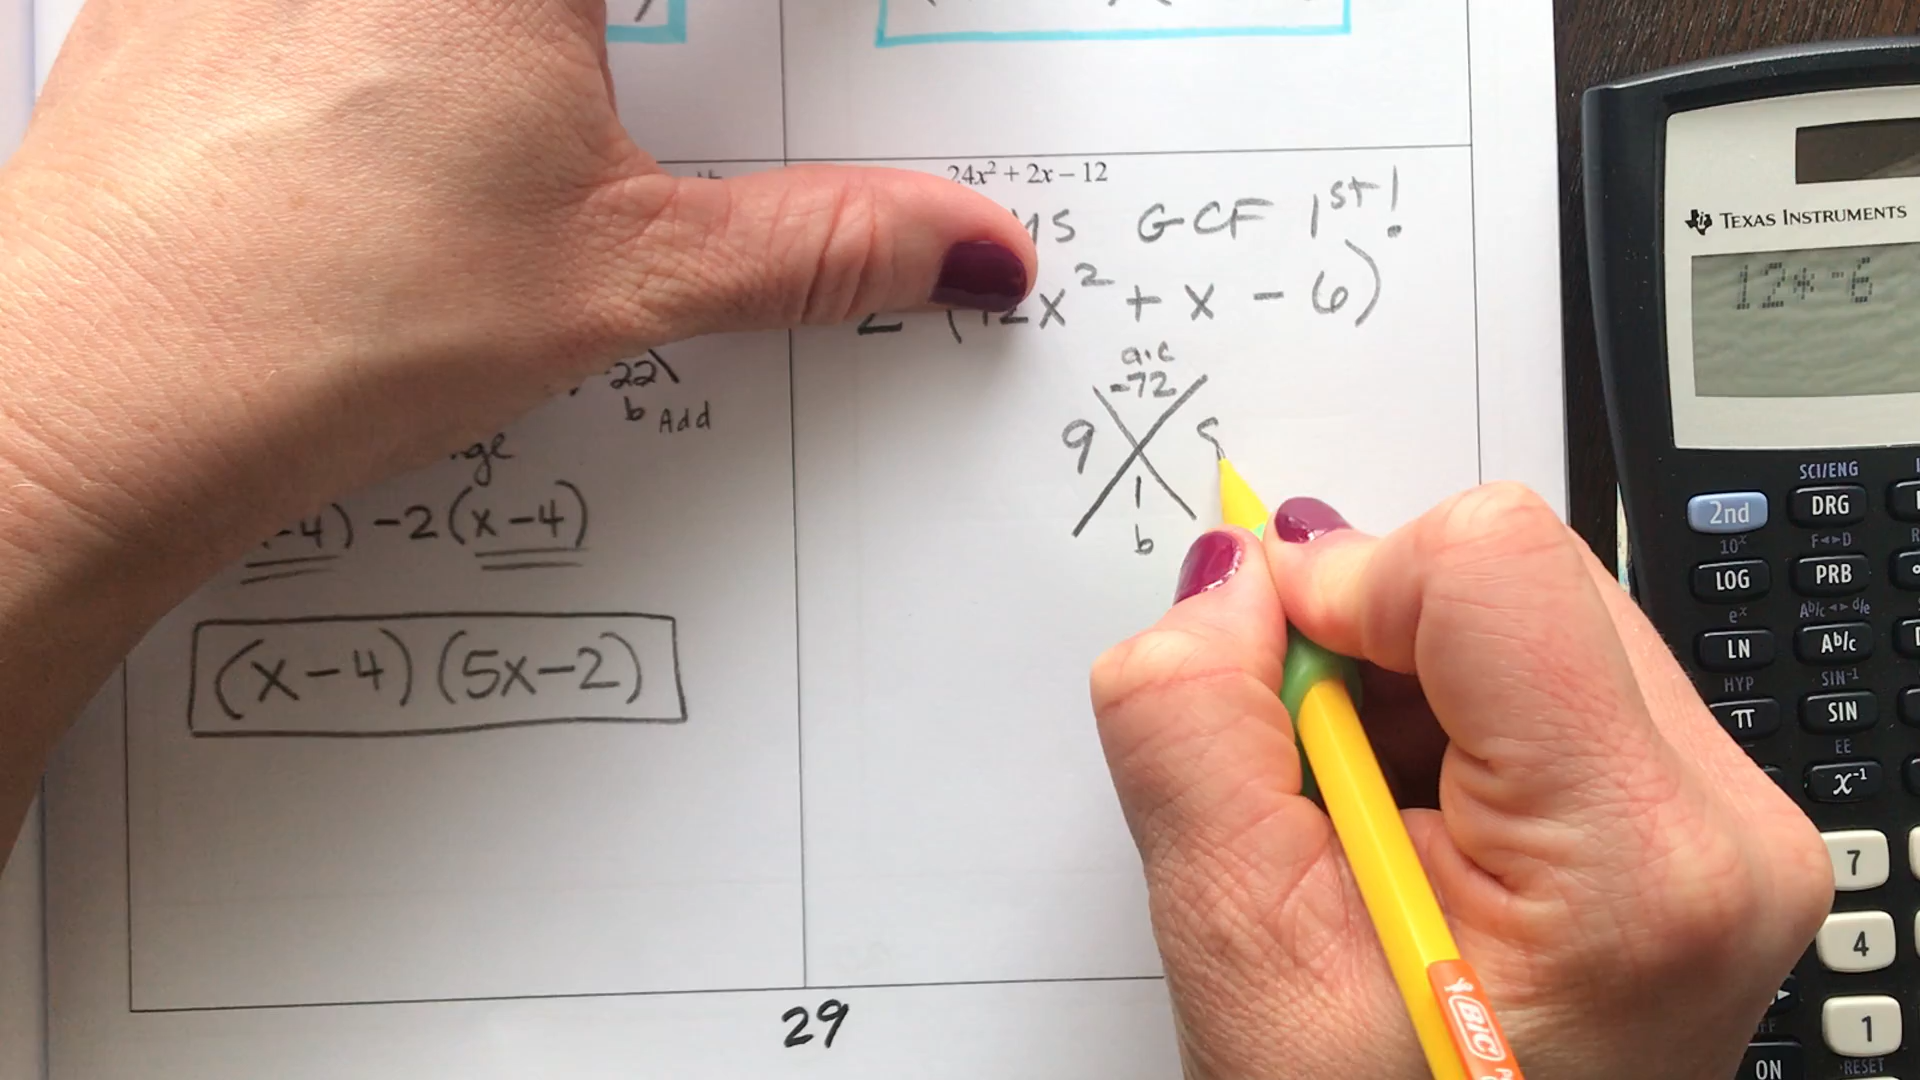 24x² + 2x – 12
GCF 1st!
2 (12x² + x - 6)
a·c
-72
9
1
b
-22
b Add
-4) -2(x-4)
(x-4) (5x-2)
29
TEXAS INSTRUMENTS
12*-6
SCI/ENG
2nd DRG
10ˣ F◄►D
LOG PRB
eˣ Ab/c◄►d/e
LN Ab/c
HYP SIN⁻¹
π SIN
EE
x⁻¹
7
4
1
ON RESET
BIC